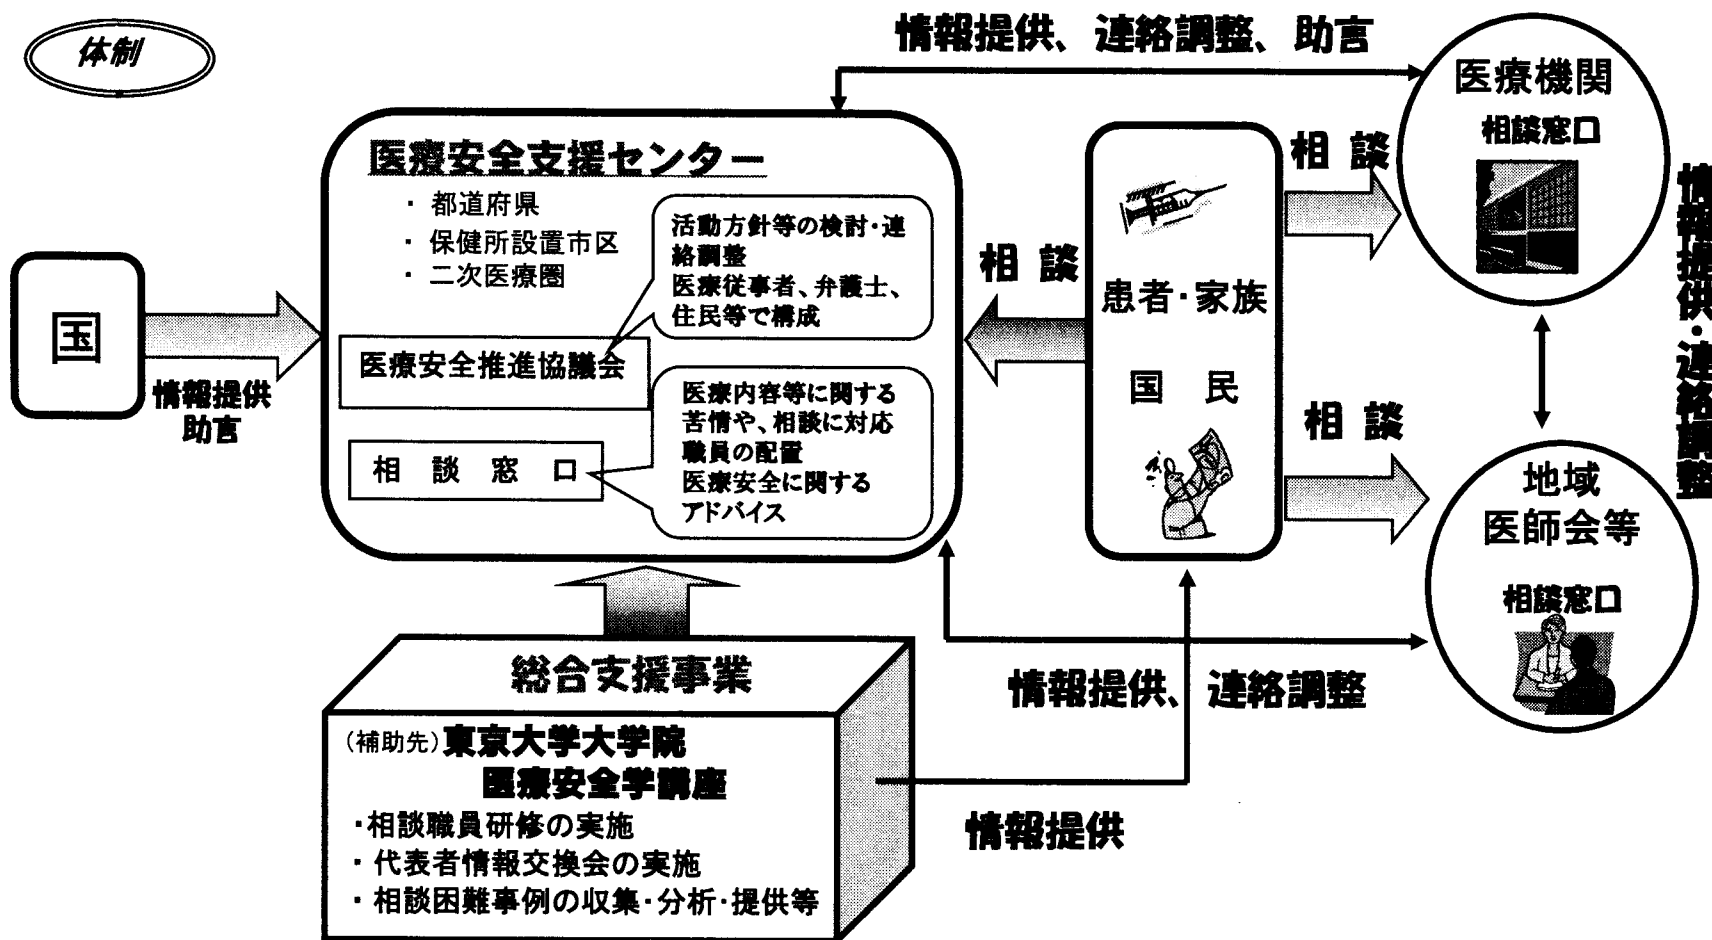 体制
情報提供、連絡調整、助言
医療機関
相談窓口
医療安全支援センター
・都道府県
・保健所設置市区
・二次医療圏
活動方針等の検討・連
絡調整
医療従事者、弁護士、
住民等で構成
医療安全推進協議会
医療内容等に関する
苦情や、相談に対応
職員の配置
医療安全に関する
アドバイス
相談窓口
国
情報提供
助言
相談
患者・家族
国民
相談
相談
情報提供・連絡調整
地域
医師会等
相談窓口
総合支援事業
(補助先)東京大学大学院
医療安全学講座
・相談職員研修の実施
・代表者情報交換会の実施
・相談困難事例の収集・分析・提供等
情報提供、連絡調整
情報提供